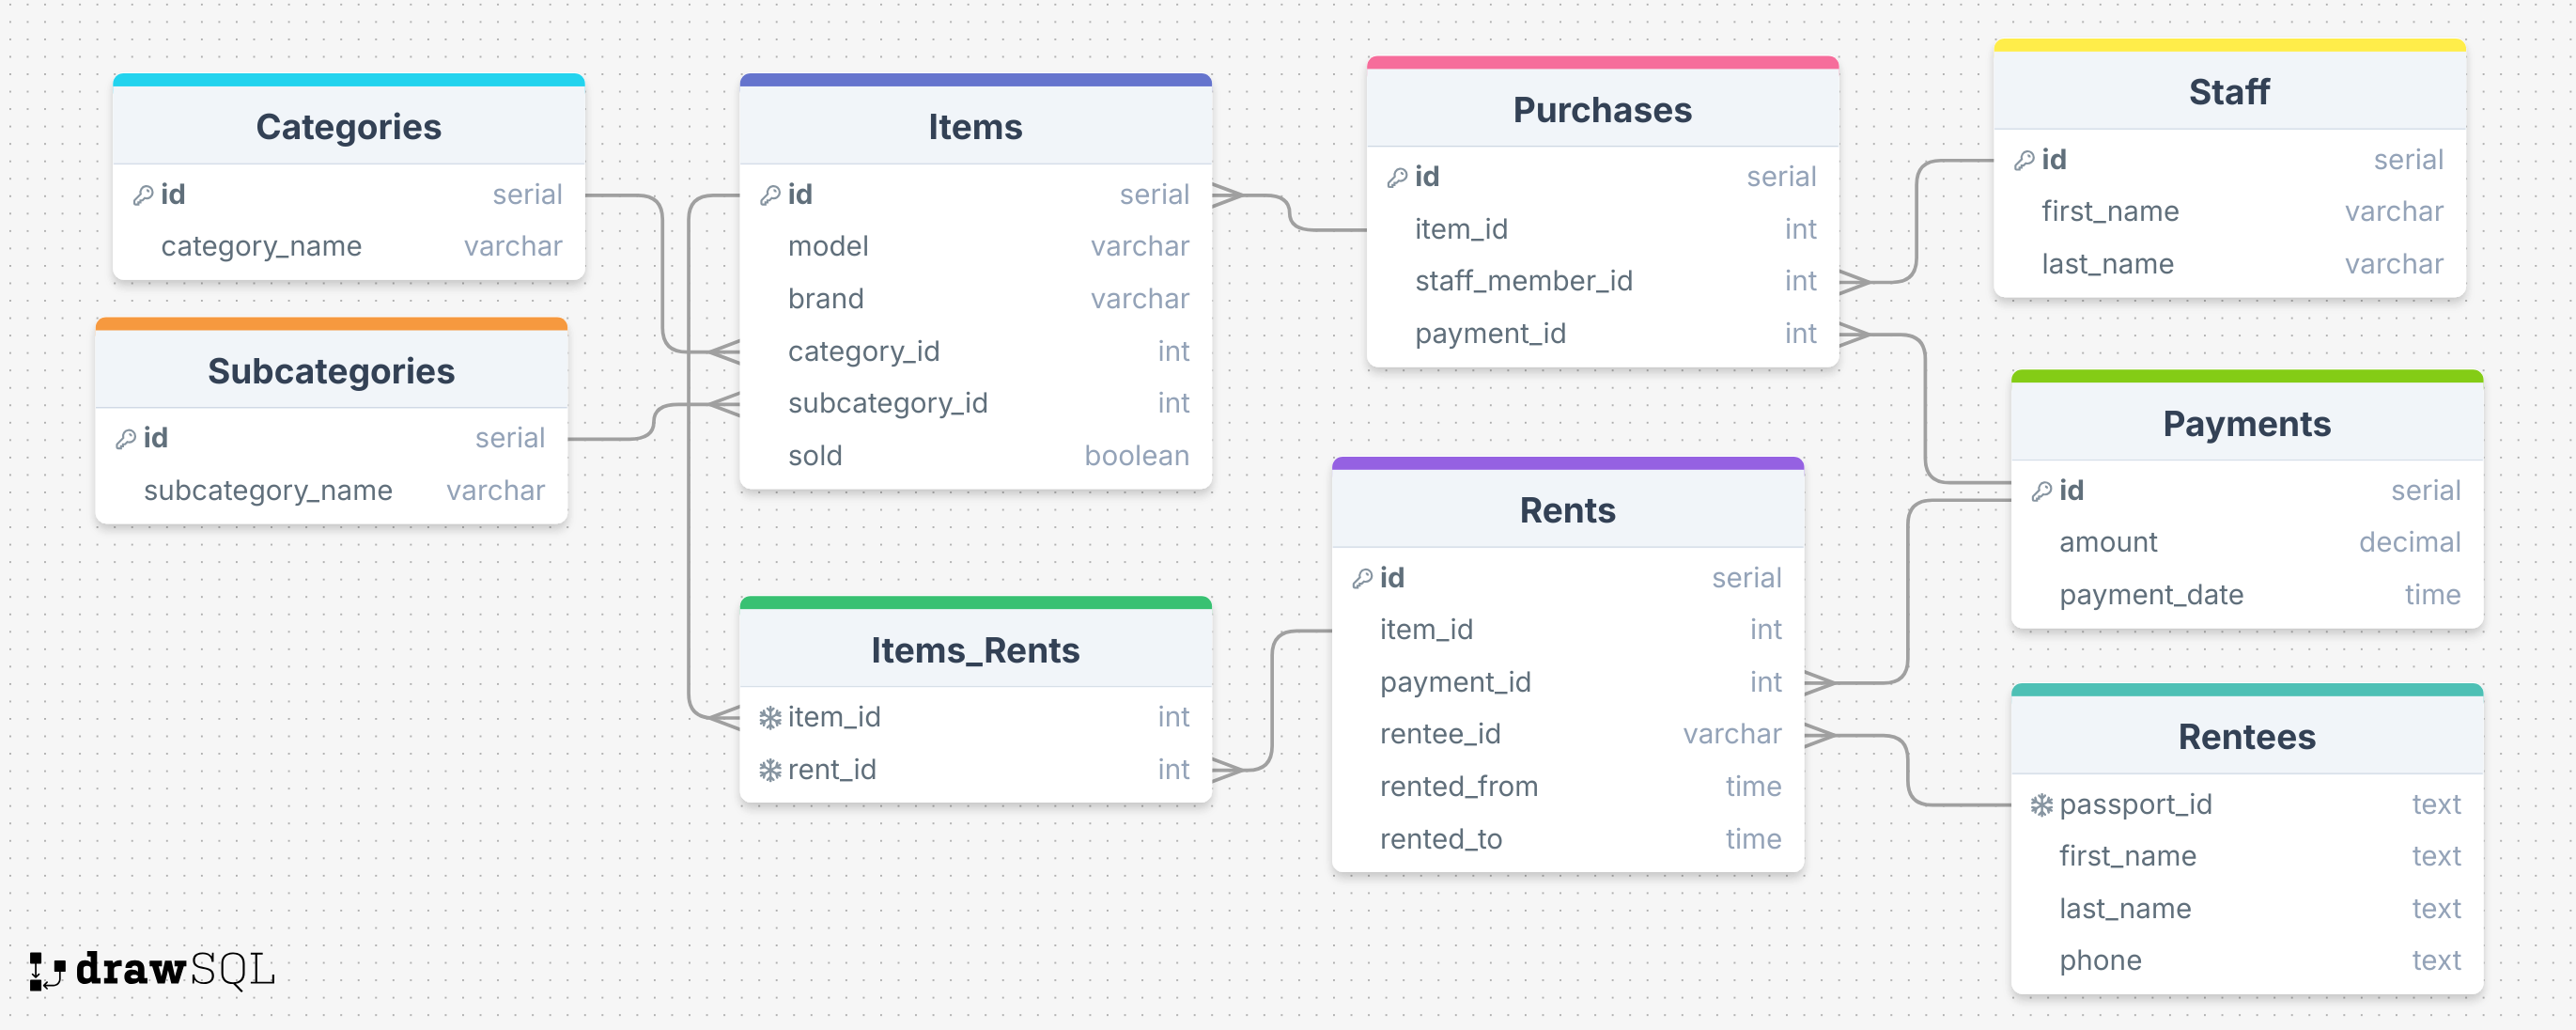 Categories
id serial
category_name varchar
Subcategories
id serial
subcategory_name varchar
Items
id serial
model varchar
brand varchar
category_id int
subcategory_id int
sold boolean
Items_Rents
item_id int
rent_id int
Purchases
id serial
item_id int
staff_member_id int
payment_id int
Rents
id serial
item_id int
payment_id int
rentee_id varchar
rented_from time
rented_to time
Staff
id serial
first_name varchar
last_name varchar
Payments
id serial
amount decimal
payment_date time
Rentees
passport_id text
first_name text
last_name text
phone text
drawSQL